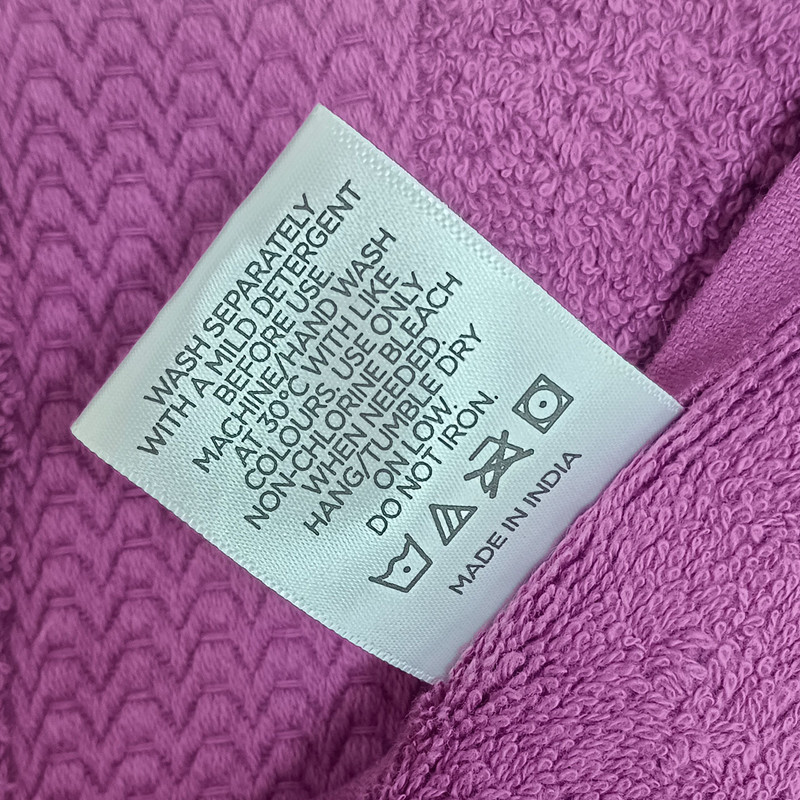 WASH SEPARATELY
WITH A MILD DETERGENT
BEFORE USE.
MACHINE/HAND WASH
AT 30°C WITH LIKE
COLOURS. USE ONLY
NON-CHLORINE BLEACH
WHEN NEEDED.
HANG/TUMBLE DRY
ON LOW.
DO NOT IRON.
MADE IN INDIA